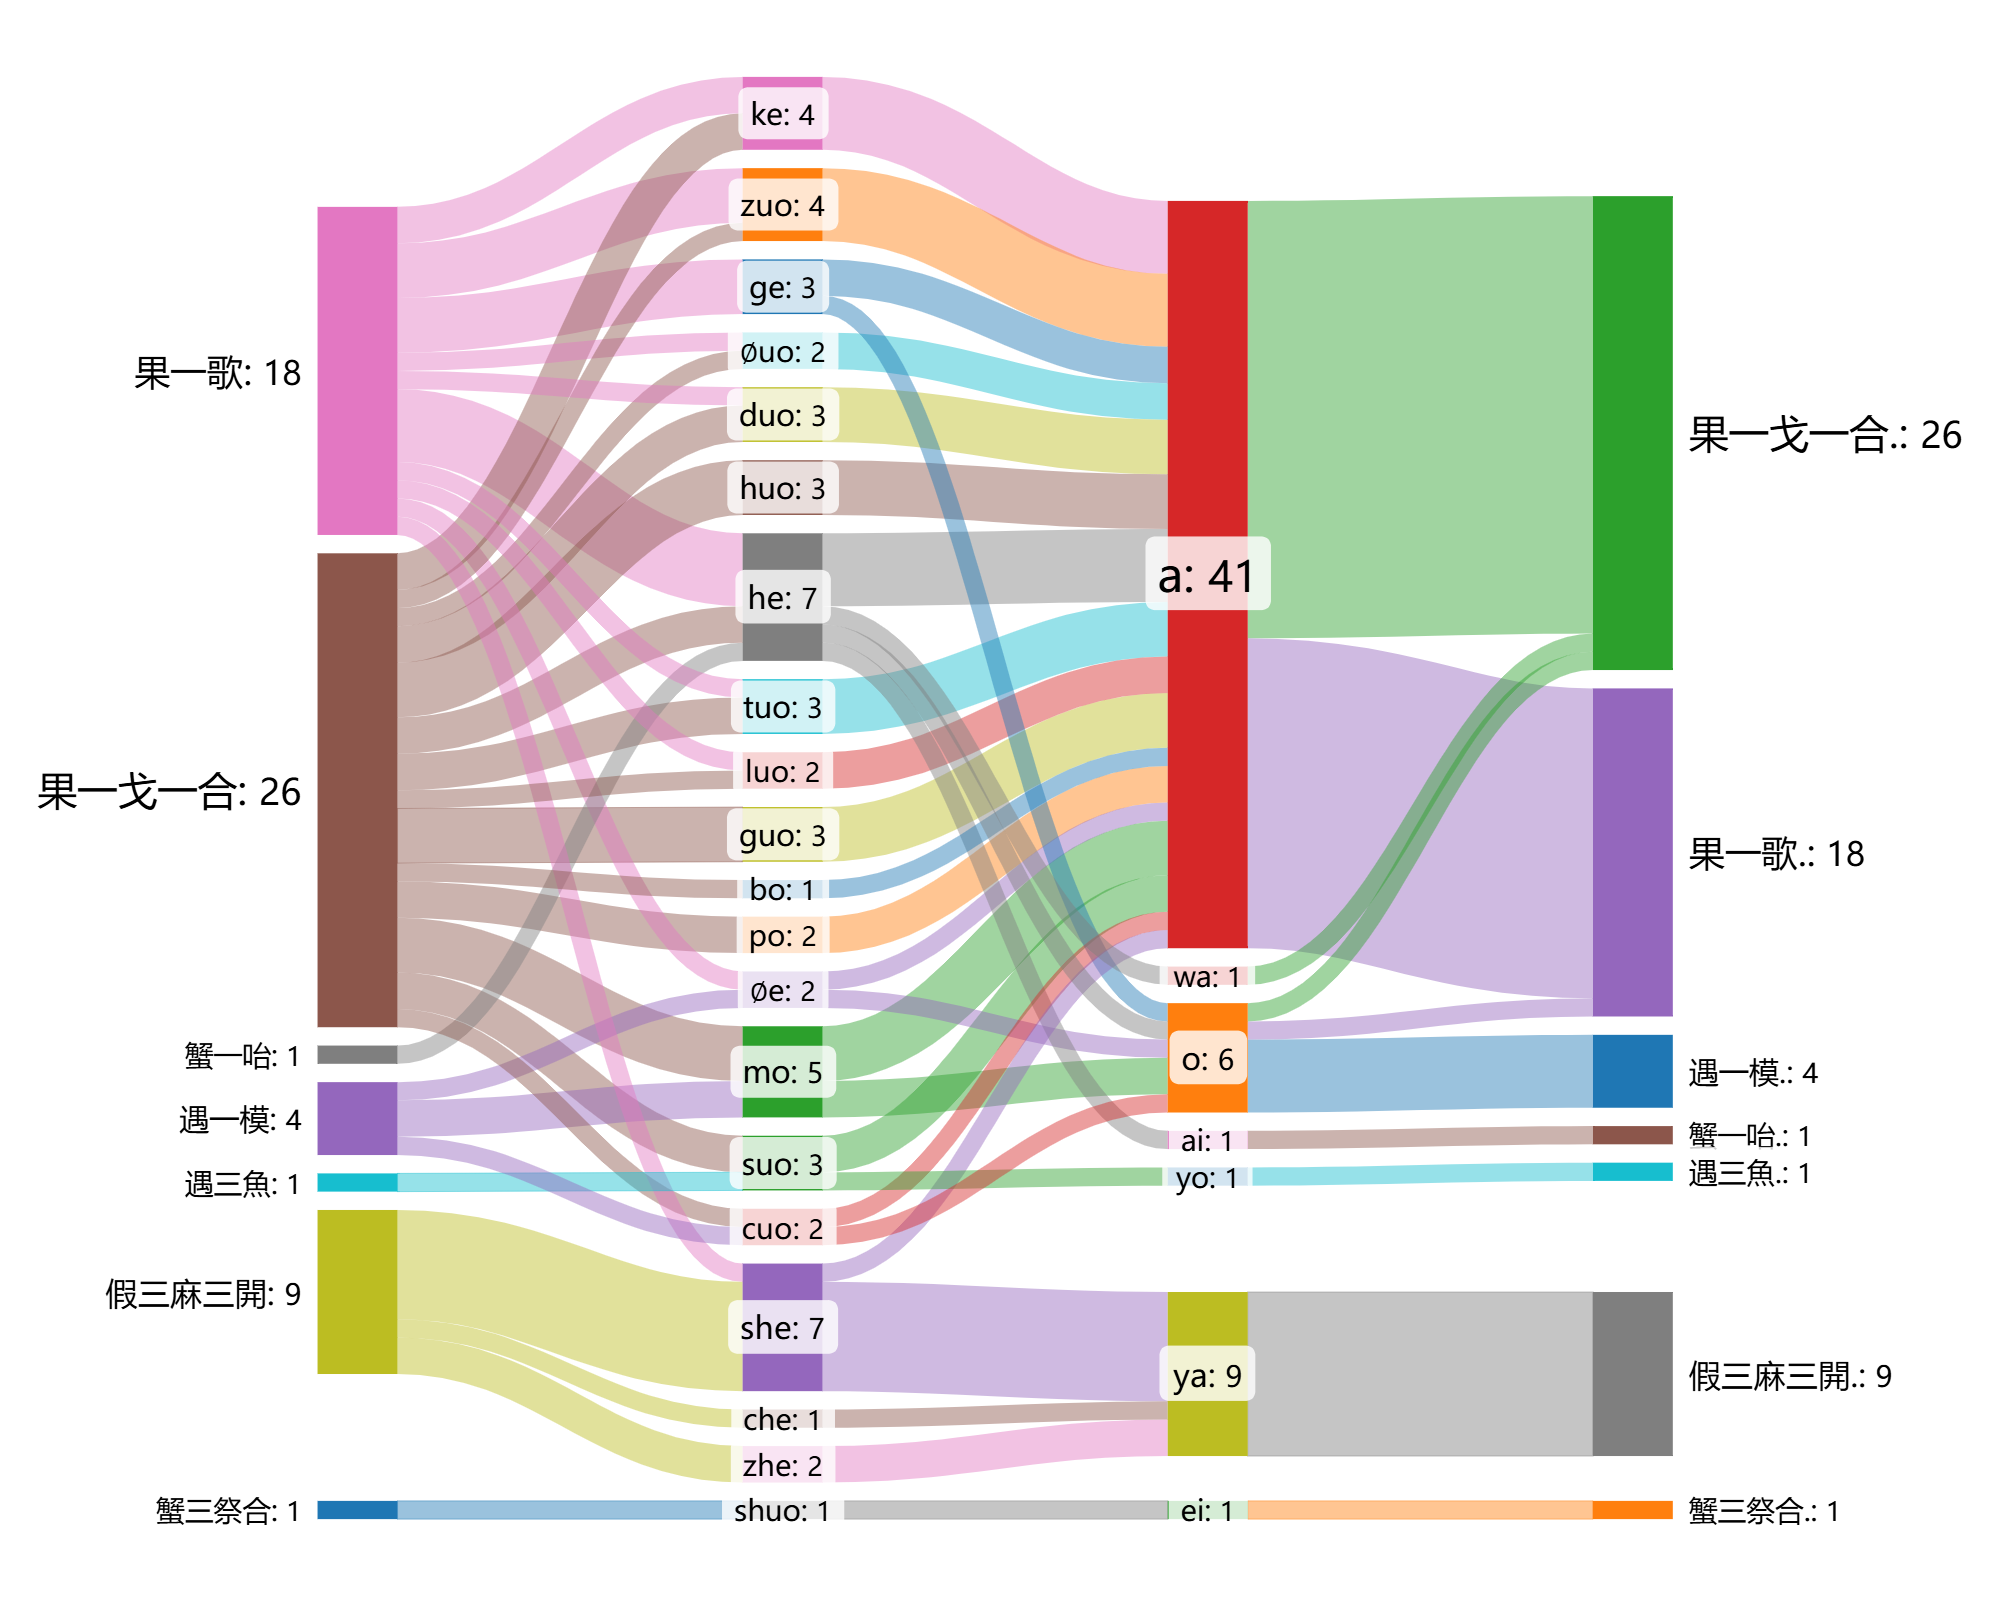 果一歌: 18
果一戈一合: 26
蟹一咍: 1
遇一模: 4
遇三魚: 1
假三麻三開: 9
蟹三祭合: 1
ke: 4
zuo: 4
ge: 3
øuo: 2
duo: 3
huo: 3
he: 7
tuo: 3
luo: 2
guo: 3
bo: 1
po: 2
øe: 2
mo: 5
suo: 3
cuo: 2
she: 7
che: 1
zhe: 2
shuo: 1
a: 41
wa: 1
o: 6
ai: 1
yo: 1
ya: 9
ei: 1
果一戈一合.: 26
果一歌.: 18
遇一模.: 4
蟹一咍.: 1
遇三魚.: 1
假三麻三開.: 9
蟹三祭合.: 1